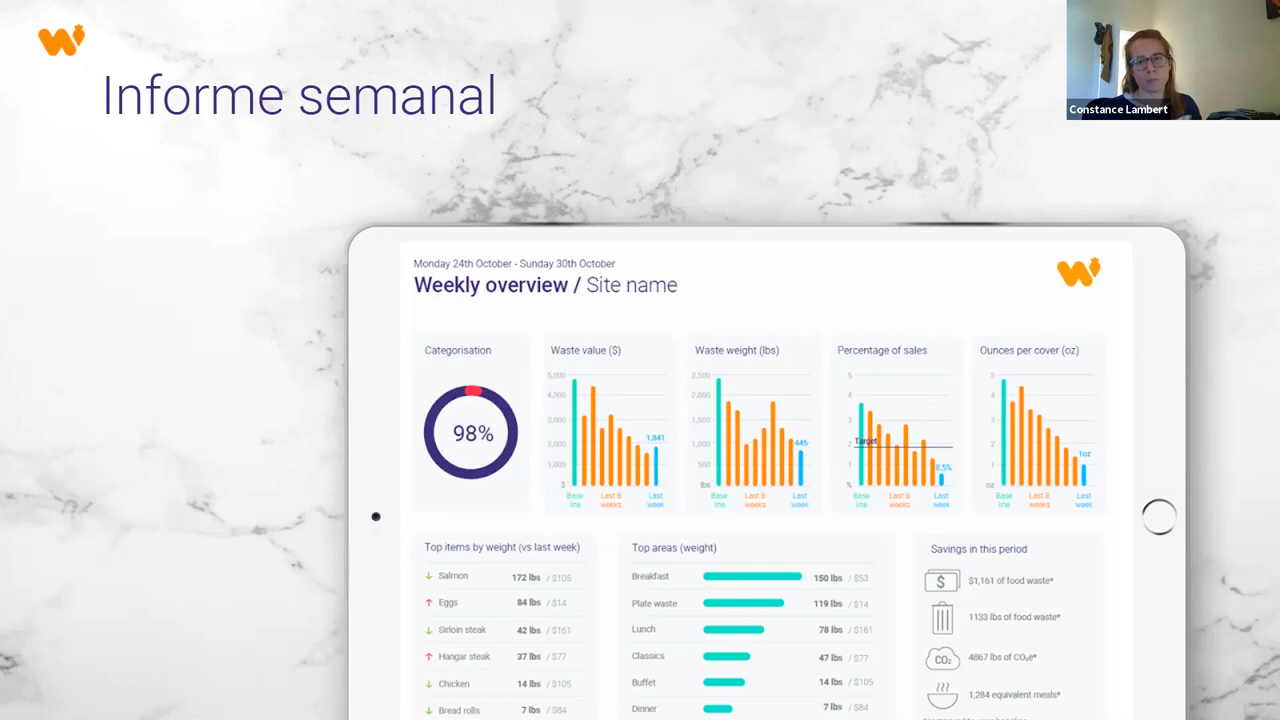 Informe semanal
Constance Lambert
Monday 24th October - Sunday 30th October
Weekly overview / Site name
Categorisation
98%
Waste value ($)
5,000
4,000
3,000
2,000
1,000
$
1,841
Base line
Last 8 weeks
Last week
Waste weight (lbs)
2,500
2,000
1,500
1,000
500
lbs
445
Base line
Last 8 weeks
Last week
Percentage of sales
5
4
3
2
1
%
Target
0.5%
Base line
Last 8 weeks
Last week
Ounces per cover (oz)
5
4
3
2
1
oz
1oz
Base line
Last 8 weeks
Last week
Top items by weight (vs last week)
Salmon 172 lbs / $105
Eggs 84 lbs / $14
Sirloin steak 42 lbs / $161
Hangar steak 37 lbs / $77
Chicken 14 lbs / $105
Bread rolls 7 lbs / $84
Top areas (weight)
Breakfast 150 lbs / $53
Plate waste 119 lbs / $14
Lunch 78 lbs / $161
Classics 47 lbs / $77
Buffet 14 lbs / $105
Dinner 7 lbs / $84
Savings in this period
$
$1,161 of food waste*
1133 lbs of food waste*
CO₂
4867 lbs of CO₂e*
1,284 equivalent meals*